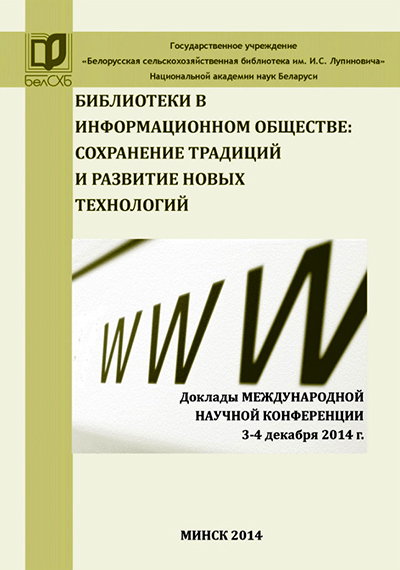 Государственное учреждение
«Белорусская сельскохозяйственная библиотека им. И.С. Лупиновича»
Национальной академии наук Беларуси
БелСХБ
БИБЛИОТЕКИ В
ИНФОРМАЦИОННОМ ОБЩЕСТВЕ:
СОХРАНЕНИЕ ТРАДИЦИЙ
И РАЗВИТИЕ НОВЫХ
ТЕХНОЛОГИЙ
WWW
Доклады МЕЖДУНАРОДНОЙ
НАУЧНОЙ КОНФЕРЕНЦИИ
3-4 декабря 2014 г.
МИНСК 2014